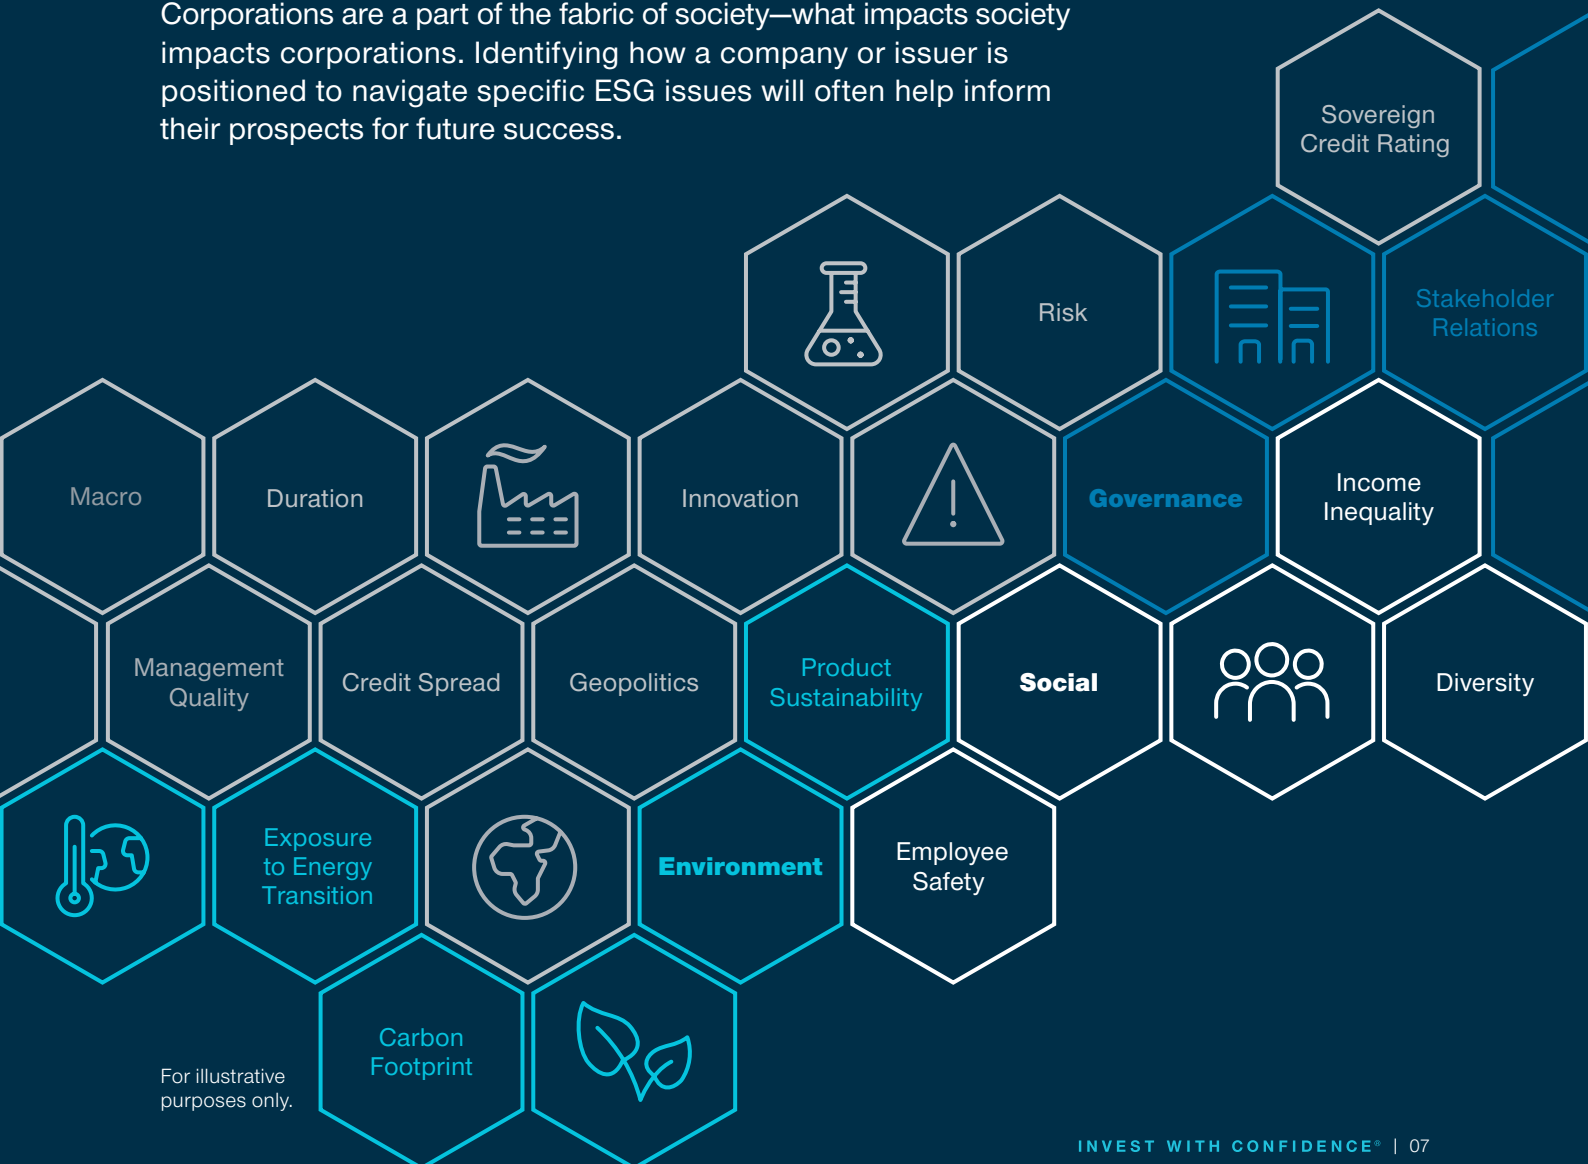 Corporations are a part of the fabric of society—what impacts society
impacts corporations. Identifying how a company or issuer is
positioned to navigate specific ESG issues will often help inform
their prospects for future success.
Sovereign
Credit Rating
Risk
Stakeholder
Relations
Macro
Duration
Innovation
Governance
Income
Inequality
Management
Quality
Credit Spread
Geopolitics
Product
Sustainability
Social
Diversity
Exposure
to Energy
Transition
Environment
Employee
Safety
Carbon
Footprint
For illustrative
purposes only.
INVEST WITH CONFIDENCE® | 07